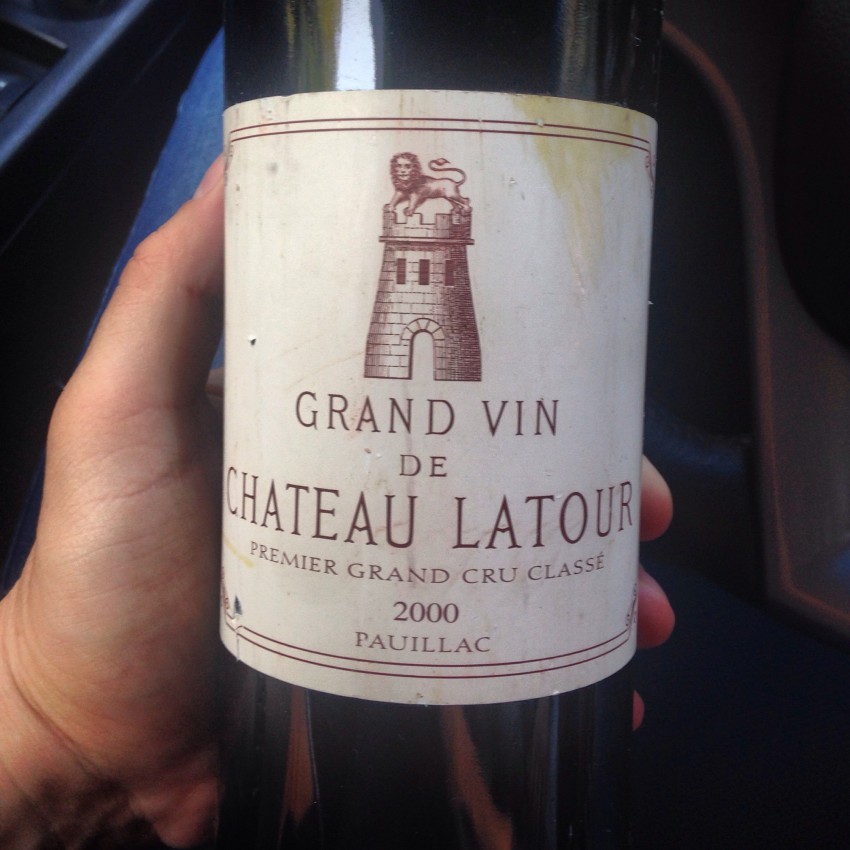 GRAND VIN
DE
CHATEAU LATOUR
PREMIER GRAND CRU CLASSÉ
2000
PAUILLAC